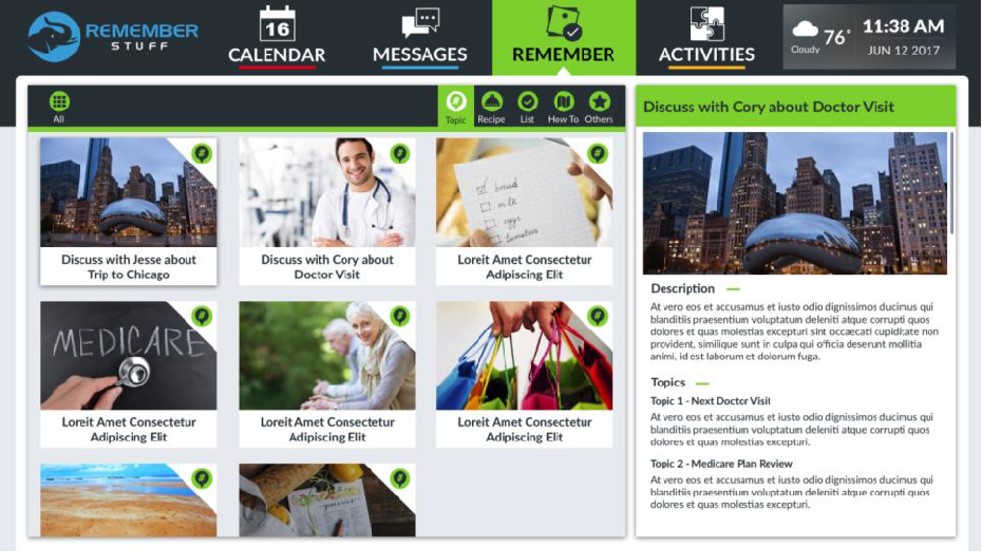 REMEMBER
STUFF
16
CALENDAR
MESSAGES
REMEMBER
ACTIVITIES
Cloudy
76°
11:38 AM
JUN 12 2017
All
Topic
Recipe
List
How To
Others
Discuss with Jesse about
Trip to Chicago
Discuss with Cory about
Doctor Visit
bread
milk
eggs
tomatoes
Loreit Amet Consectetur
Adipiscing Elit
MEDICARE
Loreit Amet Consectetur
Adipiscing Elit
Loreit Amet Consectetur
Adipiscing Elit
Loreit Amet Consectetur
Adipiscing Elit
Discuss with Cory about Doctor Visit
Description
At vero eos et accusamus et iusto odio dignissimos ducimus qui
blanditiis praesentium voluptatum deleniti atque corrupti quos
dolores et quas molestias excepturi sint occaecati cupiditate non
provident, similique sunt in culpa qui officia deserunt mollitia
animi, id est laborum et dolorum fuga.
Topics
Topic 1 - Next Doctor Visit
At vero eos et accusamus et iusto odio dignissimos ducimus qui
blanditiis praesentium voluptatum deleniti atque corrupti quos
dolores et quas molestias excepturi.
Topic 2 - Medicare Plan Review
At vero eos et accusamus et iusto odio dignissimos ducimus qui
blanditiis praesentium voluptatum deleniti atque corrupti quos
dolores et quas molestias excepturi.